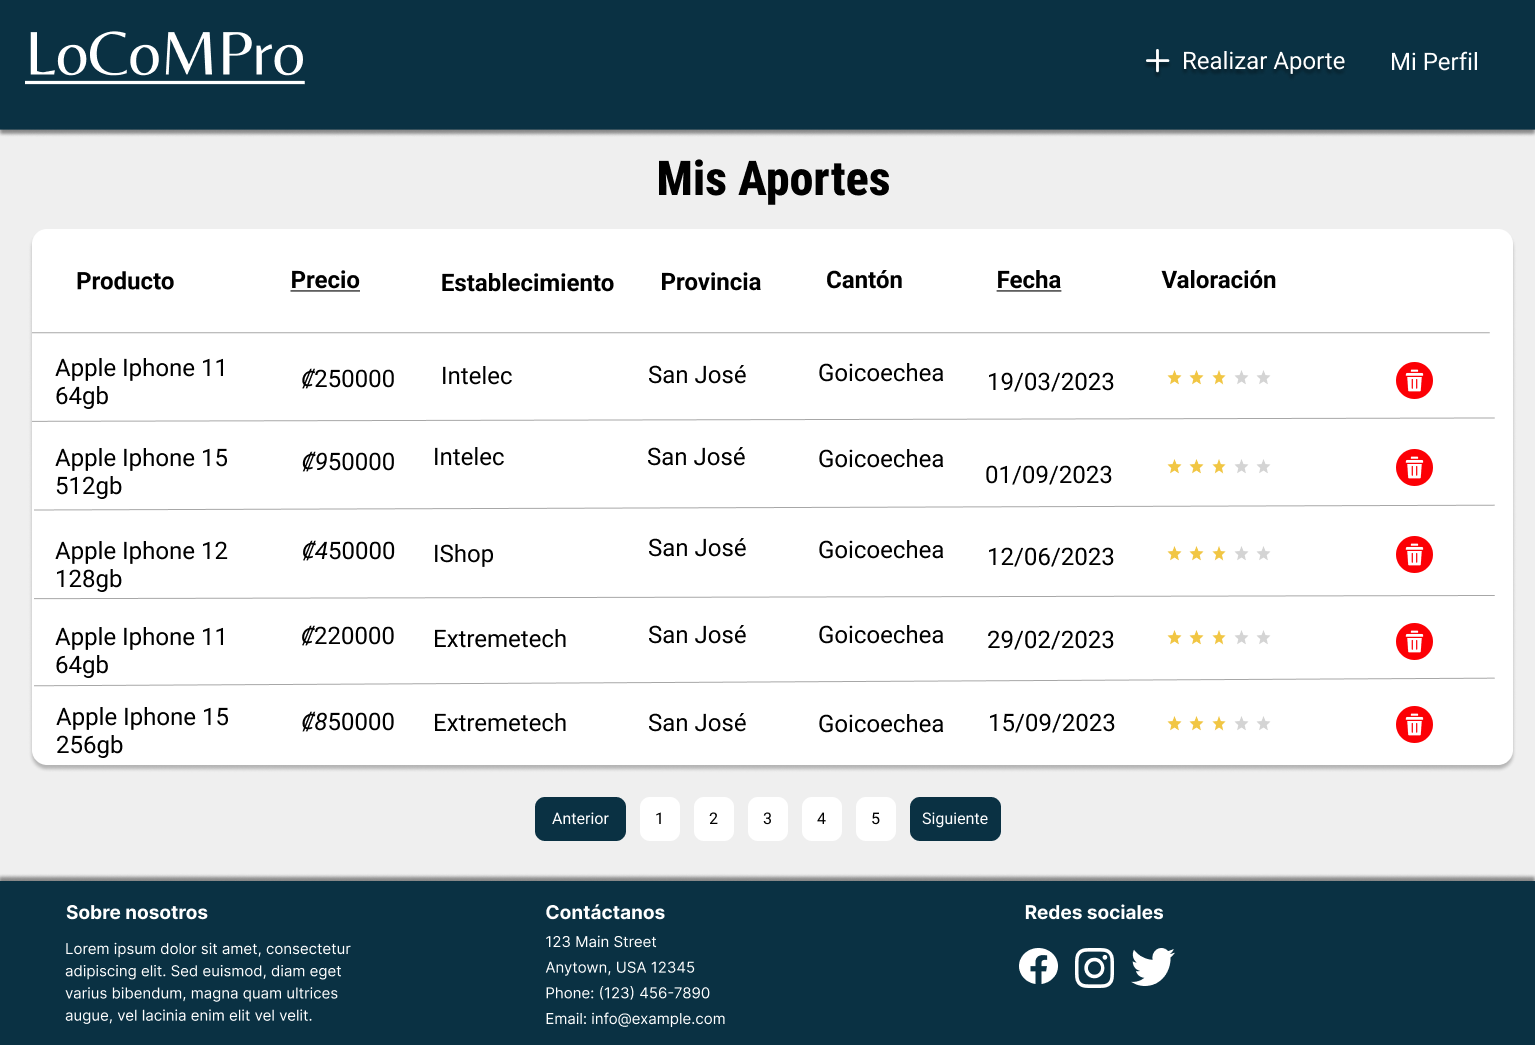 LoCoMPro
Realizar Aporte Mi Perfil
Mis Aportes
Producto Precio Establecimiento Provincia Cantón Fecha Valoración
Apple Iphone 11
64gb
₡250000 Intelec San José Goicoechea 19/03/2023
Apple Iphone 15
512gb
₡950000 Intelec San José Goicoechea 01/09/2023
Apple Iphone 12
128gb
₡450000 IShop San José Goicoechea 12/06/2023
Apple Iphone 11
64gb
₡220000 Extremetech San José Goicoechea 29/02/2023
Apple Iphone 15
256gb
₡850000 Extremetech San José Goicoechea 15/09/2023
Anterior 1 2 3 4 5 Siguiente
Sobre nosotros
Lorem ipsum dolor sit amet, consectetur
adipiscing elit. Sed euismod, diam eget
varius bibendum, magna quam ultrices
augue, vel lacinia enim elit vel velit.
Contáctanos
123 Main Street
Anytown, USA 12345
Phone: (123) 456-7890
Email: info@example.com
Redes sociales